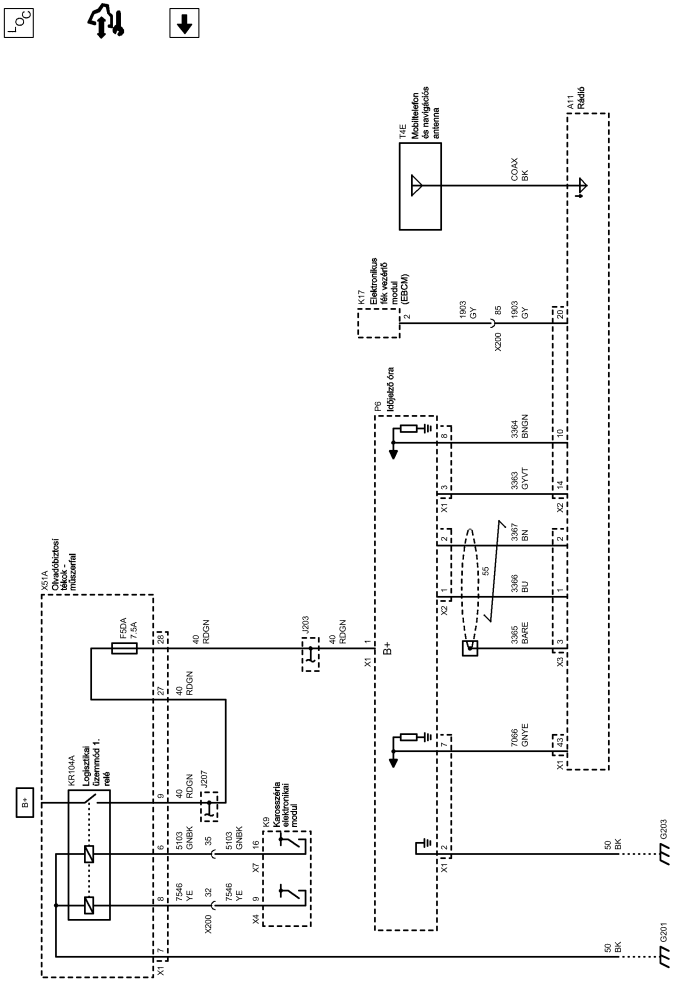 LOC
X51A
Olvadóbiztosí
tékok -
műszerfal
B+
KR104A
Logisztikai
üzemmód 1.
relé
F5DA
7.5A
X1
7
8
6
9
27
28
7546
YE
5103
GNBK
40
RDGN
40
RDGN
40
RDGN
X200
32
35
J207
7546
YE
5103
GNBK
X4
9
X7
16
K9
Karosszéria
elektronikai
modul
J203
40
RDGN
X1
1
B+
P6
Időjelző óra
X1
2
7
X2
1
2
X1
3
8
55
7066
GNYE
3365
BARE
3366
BU
3367
BN
3363
GYVT
3364
BNGN
X1
43
X3
3
1
2
X2
14
10
20
K17
Elektronikus
fék vezérlő
modul
(EBCM)
2
1903
GY
85
X200
1903
GY
T4E
Mobiltelefon
és navigációs
antenna
COAX
BK
A11
Rádió
50
BK
G201
50
BK
G203